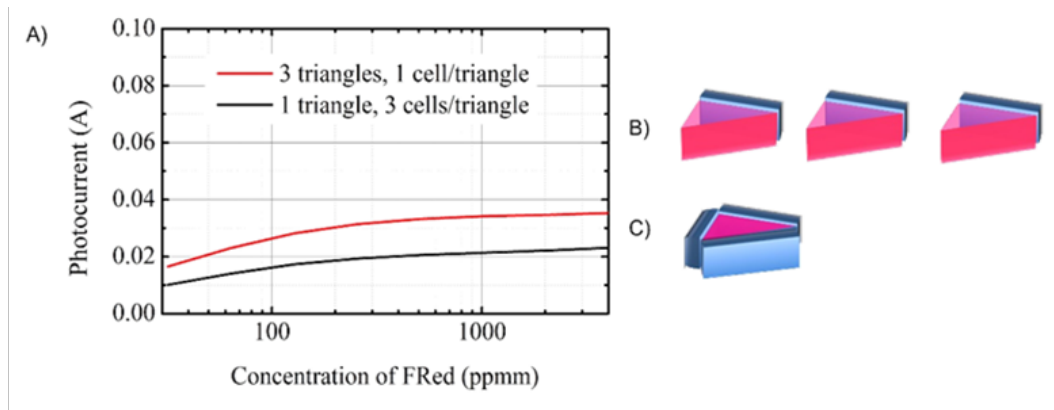 A)
Photocurrent (A)
0.10
0.08
0.06
0.04
0.02
0.00
3 triangles, 1 cell/triangle
1 triangle, 3 cells/triangle
100
1000
Concentration of FRed (ppmm)
B)
C)